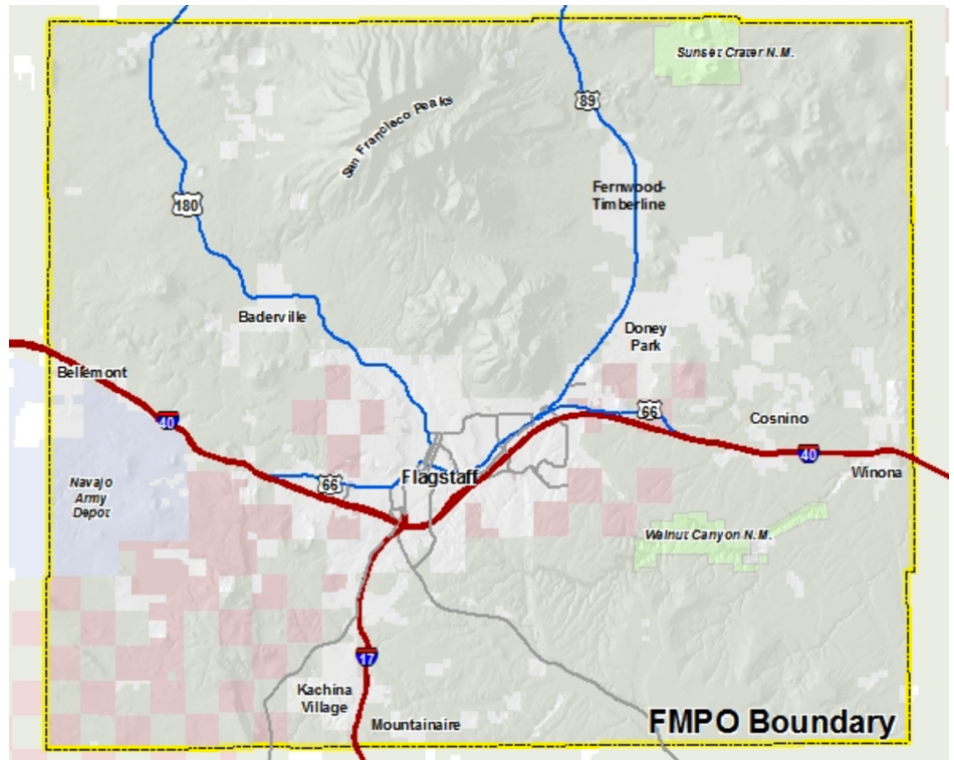 Sunset Crater N.M.
89
San Francisco Peaks
Fernwood-
Timberline
180
Baderville
Doney
Park
Bellemont
66
Cosnino
40
40
Flagstaff
Winona
66
Navajo
Army
Depot
Walnut Canyon N.M.
17
Kachina
Village
Mountainaire
FMPO Boundary